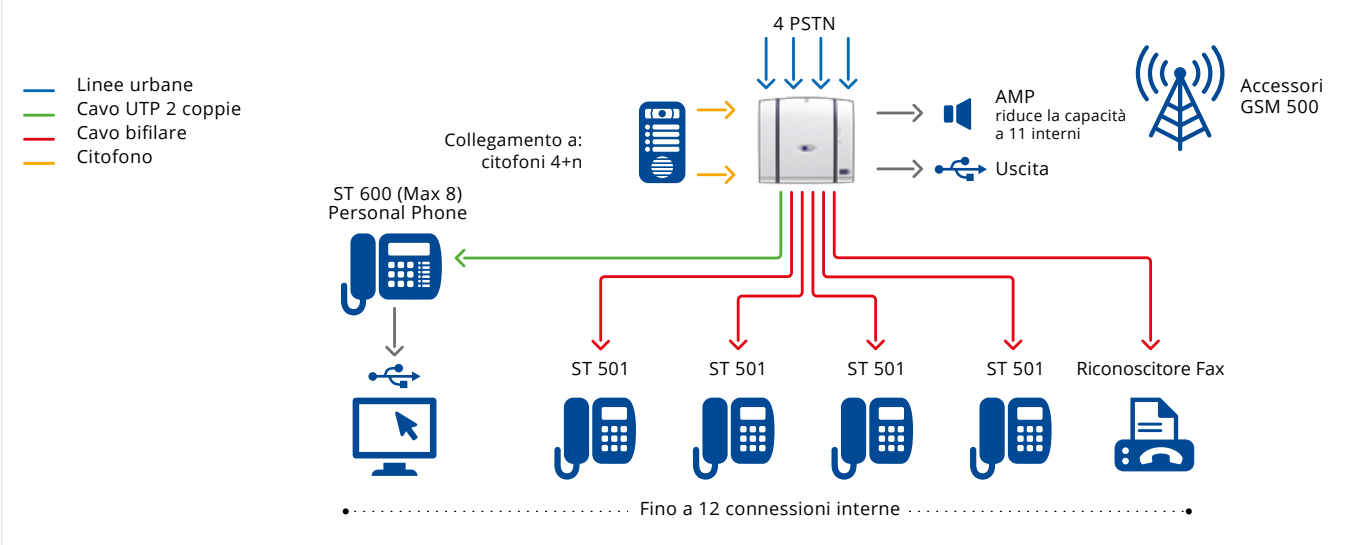 4 PSTN
Linee urbane
Cavo UTP 2 coppie
Cavo bifilare
Citofono
Collegamento a:
citofoni 4+n
AMP
riduce la capacità
a 11 interni
Uscita
Accessori
GSM 500
ST 600 (Max 8)
Personal Phone
ST 501
ST 501
ST 501
ST 501
Riconoscitore Fax
Fino a 12 connessioni interne